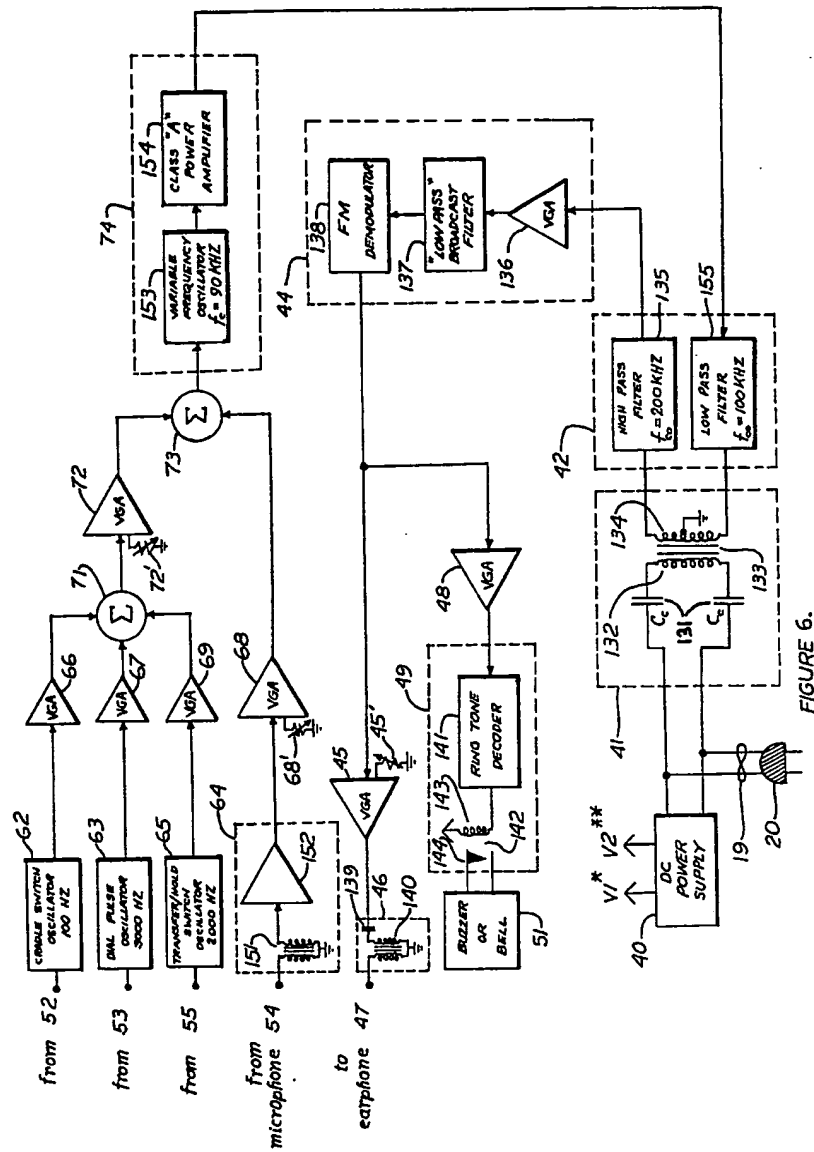 from 52
62
CRADLE SWITCH
OSCILLATOR
100 HZ
VGA
66
from 53
63
DIAL PULSE
OSCILLATOR
3000 HZ
VGA
67
from 55
65
TRANSFER/HOLD
SWITCH
OSCILLATOR
2000 HZ
VGA
69
71
Σ
VGA
72
72'
73
Σ
74
153
VARIABLE
FREQUENCY
OSCILLATOR
fc = 90 KHZ
154
CLASS "A"
POWER
AMPLIFIER
from
microphone 54
64
151
152
VGA
68
68'
to
earphone 47
139
46
140
45
VGA
45'
44
138
FM
DEMODULATOR
137
"LOW PASS"
BROADCAST
FILTER
136
VGA
48
VGA
49
141
RING TONE
DECODER
143
144
142
BUZZER
OR
BELL
51
42
135
HIGH PASS
FILTER
fco = 200 KHZ
155
LOW PASS
FILTER
fco = 100 KHZ
41
132
134
133
131
Cc
Cc
V1* V2**
40
DC
POWER
SUPPLY
19
20
FIGURE 6.